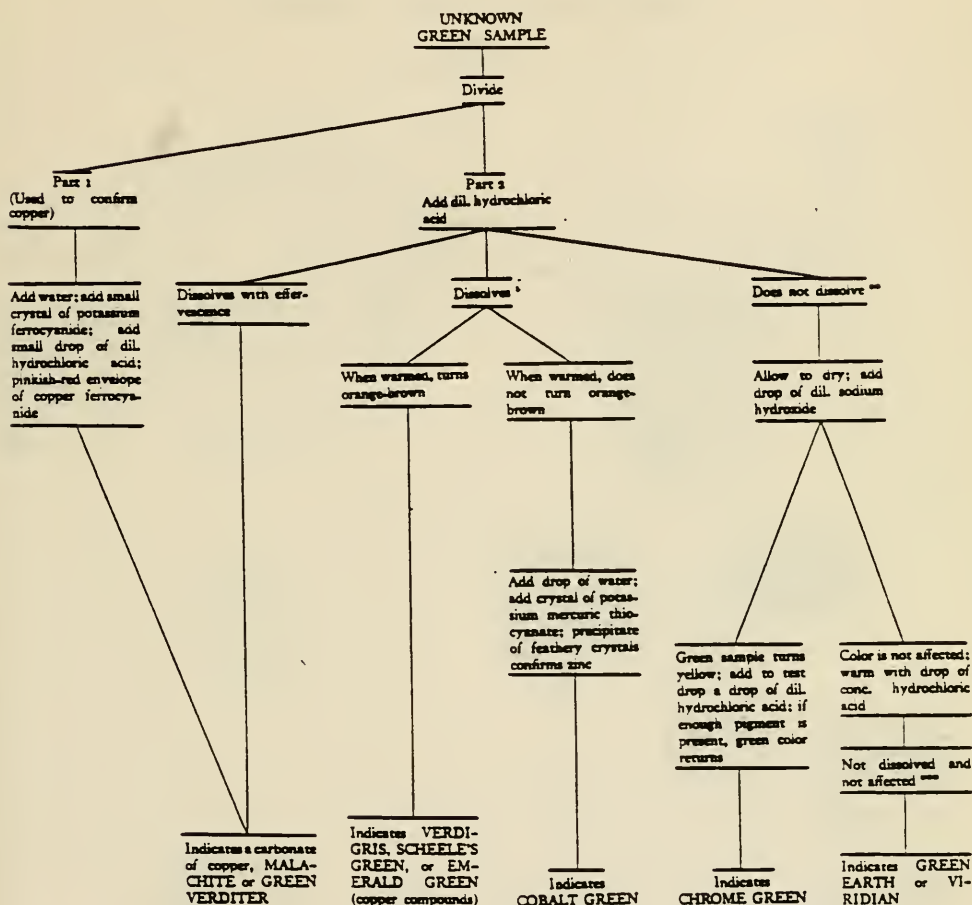 UNKNOWN
GREEN SAMPLE
Divide
Part 1
(Used to confirm
copper)
Part 2
Add dil. hydrochloric
acid
Add water; add small
crystal of potassium
ferrocyanide; add
small drop of dil.
hydrochloric acid;
pinkish-red envelope
of copper ferrocya-
nide
Dissolves with effer-
vescence
Dissolves *
Does not dissolve **
When warmed, turns
orange-brown
When warmed, does
not turn orange-
brown
Allow to dry; add
drop of dil. sodium
hydroxide
Add drop of water;
add crystal of potas-
sium mercuric thio-
cyanate; precipitate
of feathery crystals
confirms zinc
Green sample turns
yellow; add to test
drop a drop of dil.
hydrochloric acid; if
enough pigment is
present, green color
returns
Color is not affected;
warm with drop of
conc. hydrochloric
acid
Not dissolved and
not affected ***
Indicates a carbonate
of copper, MALA-
CHITE or GREEN
VERDITER
Indicates VERDI-
GRIS, SCHEELE'S
GREEN, or EM-
ERALD GREEN
(copper compounds)
Indicates
COBALT GREEN
Indicates
CHROME GREEN
Indicates GREEN
EARTH or VI-
RIDIAN